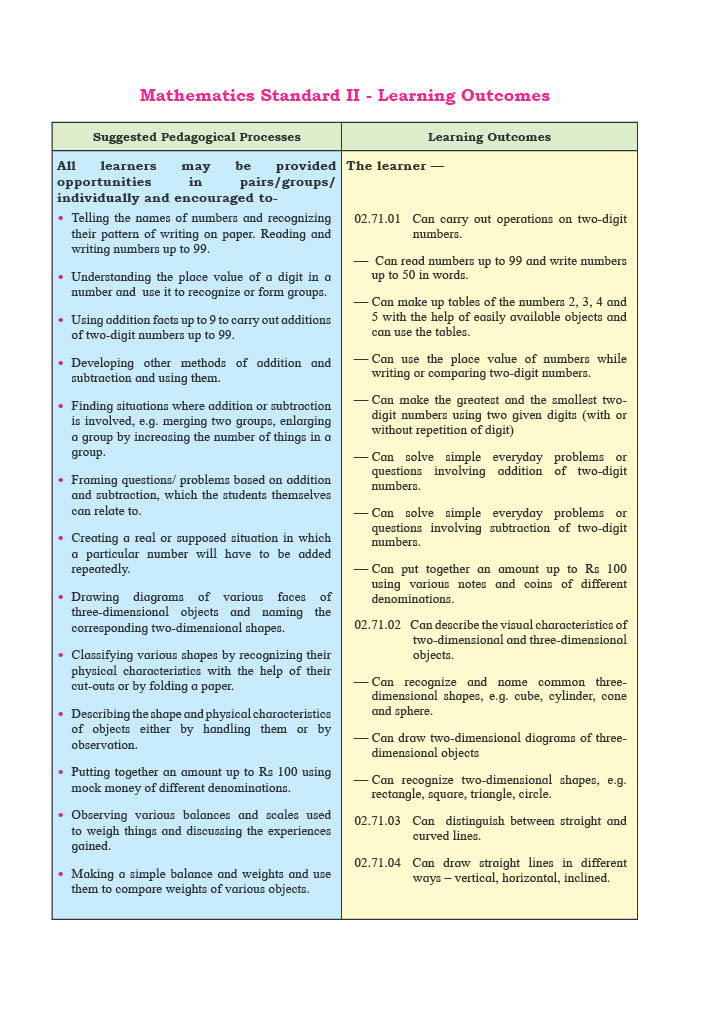 Mathematics Standard II - Learning Outcomes
Suggested Pedagogical Processes
All learners may be provided
opportunities in pairs/groups/
individually and encouraged to-
• Telling the names of numbers and recognizing
their pattern of writing on paper. Reading and
writing numbers up to 99.
• Understanding the place value of a digit in a
number and use it to recognize or form groups.
• Using addition facts up to 9 to carry out additions
of two-digit numbers up to 99.
• Developing other methods of addition and
subtraction and using them.
• Finding situations where addition or subtraction
is involved, e.g. merging two groups, enlarging
a group by increasing the number of things in a
group.
• Framing questions/ problems based on addition
and subtraction, which the students themselves
can relate to.
• Creating a real or supposed situation in which
a particular number will have to be added
repeatedly.
• Drawing diagrams of various faces of
three-dimensional objects and naming the
corresponding two-dimensional shapes.
• Classifying various shapes by recognizing their
physical characteristics with the help of their
cut-outs or by folding a paper.
• Describing the shape and physical characteristics
of objects either by handling them or by
observation.
• Putting together an amount up to Rs 100 using
mock money of different denominations.
• Observing various balances and scales used
to weigh things and discussing the experiences
gained.
• Making a simple balance and weights and use
them to compare weights of various objects.
Learning Outcomes
The learner —
02.71.01 Can carry out operations on two-digit
numbers.
— Can read numbers up to 99 and write numbers
up to 50 in words.
— Can make up tables of the numbers 2, 3, 4 and
5 with the help of easily available objects and
can use the tables.
— Can use the place value of numbers while
writing or comparing two-digit numbers.
— Can make the greatest and the smallest two-
digit numbers using two given digits (with or
without repetition of digit)
— Can solve simple everyday problems or
questions involving addition of two-digit
numbers.
— Can solve simple everyday problems or
questions involving subtraction of two-digit
numbers.
— Can put together an amount up to Rs 100
using various notes and coins of different
denominations.
02.71.02 Can describe the visual characteristics of
two-dimensional and three-dimensional
objects.
— Can recognize and name common three-
dimensional shapes, e.g. cube, cylinder, cone
and sphere.
— Can draw two-dimensional diagrams of three-
dimensional objects
— Can recognize two-dimensional shapes, e.g.
rectangle, square, triangle, circle.
02.71.03 Can distinguish between straight and
curved lines.
02.71.04 Can draw straight lines in different
ways – vertical, horizontal, inclined.